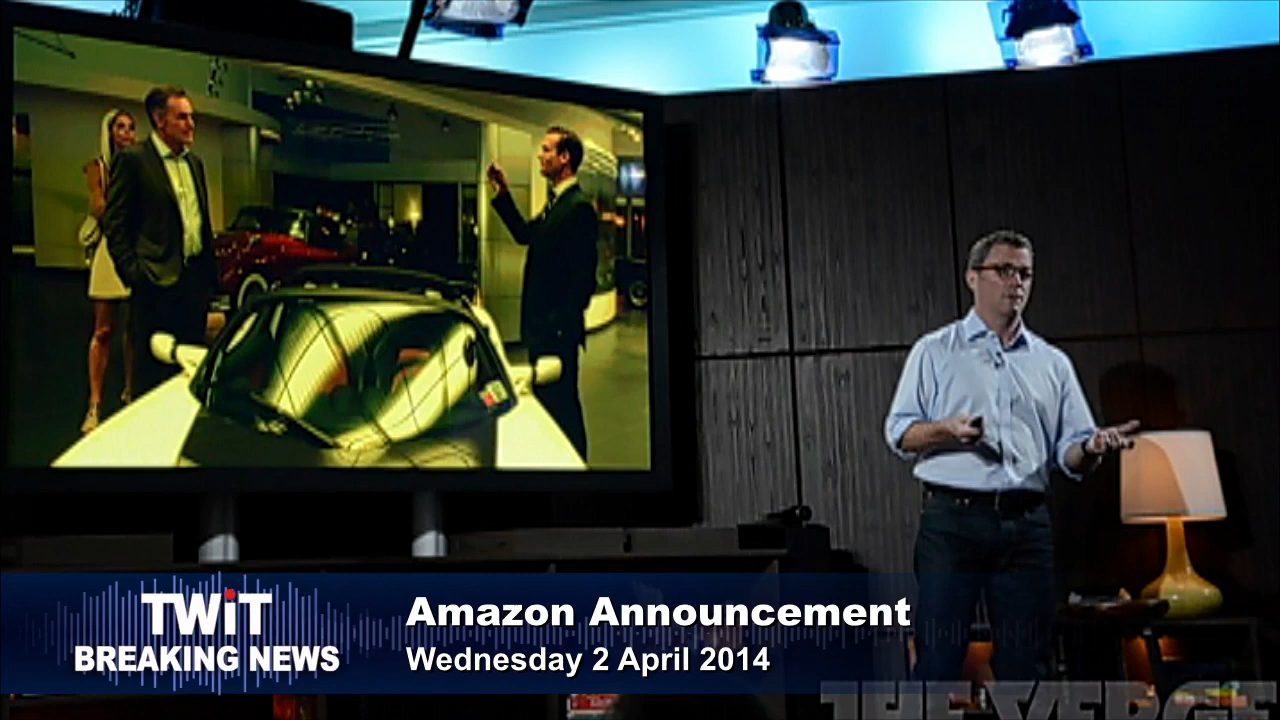 TWiT
BREAKING NEWS
Amazon Announcement
Wednesday 2 April 2014
THE VERGE